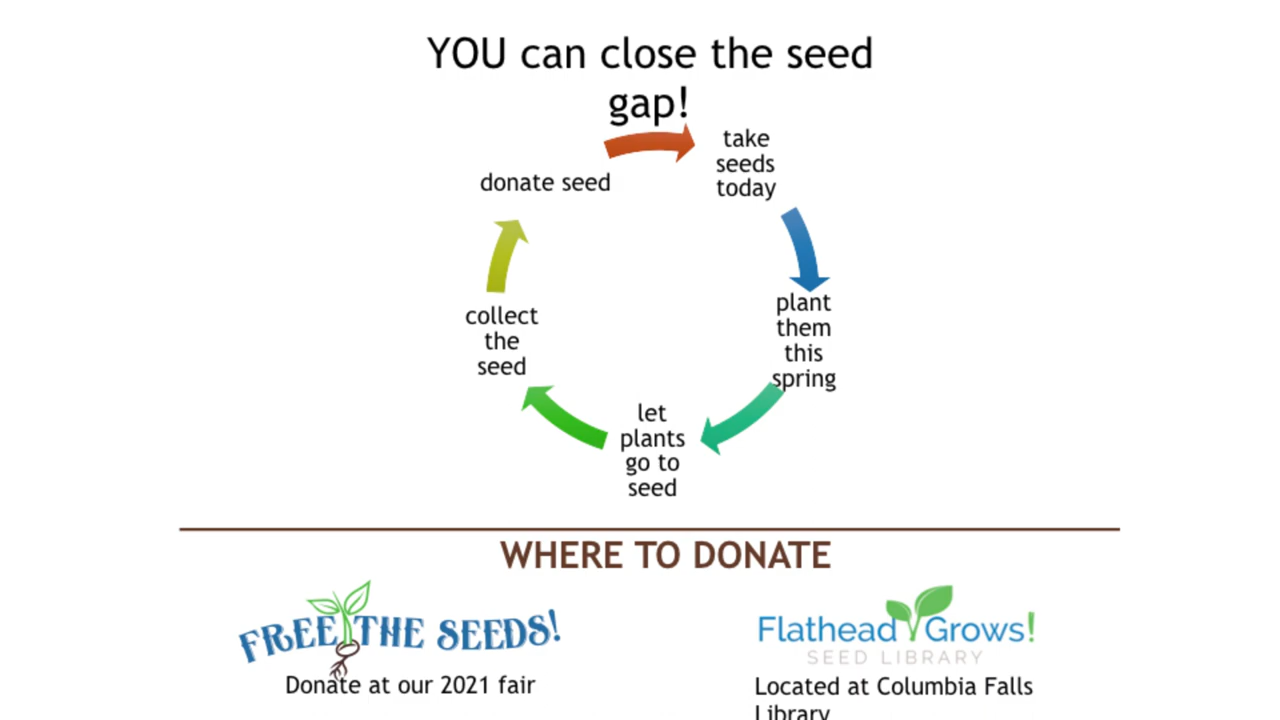 YOU can close the seed
gap!
take
seeds
today
plant
them
this
spring
let
plants
go to
seed
collect
the
seed
donate seed
WHERE TO DONATE
FREE THE SEEDS!
Donate at our 2021 fair
Flathead Grows!
SEED LIBRARY
Located at Columbia Falls
Library